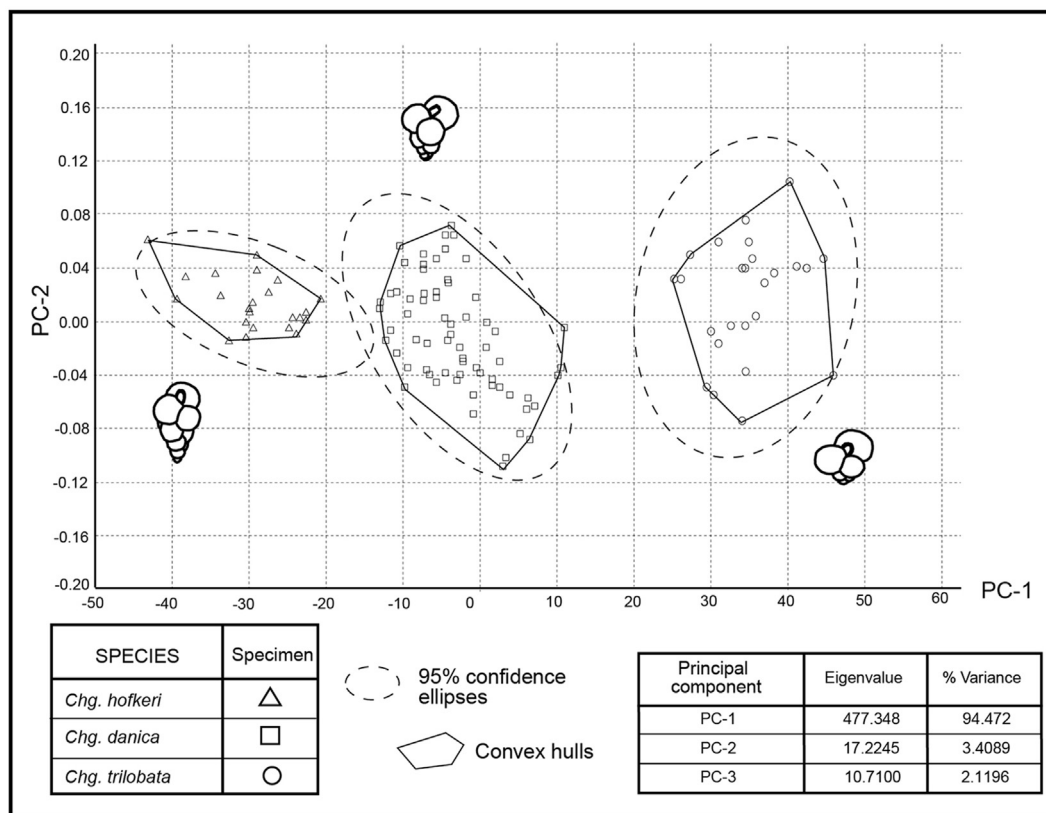 0.20
0.16
0.12
0.08
0.04
0.00
-0.04
-0.08
-0.12
-0.16
-0.20
PC-2
-50 -40 -30 -20 -10 0 10 20 30 40 50 60
PC-1
SPECIES Specimen
Chg. hofkeri
Chg. danica
Chg. trilobata
95% confidence
ellipses
Convex hulls
Principal
component Eigenvalue % Variance
PC-1 477.348 94.472
PC-2 17.2245 3.4089
PC-3 10.7100 2.1196